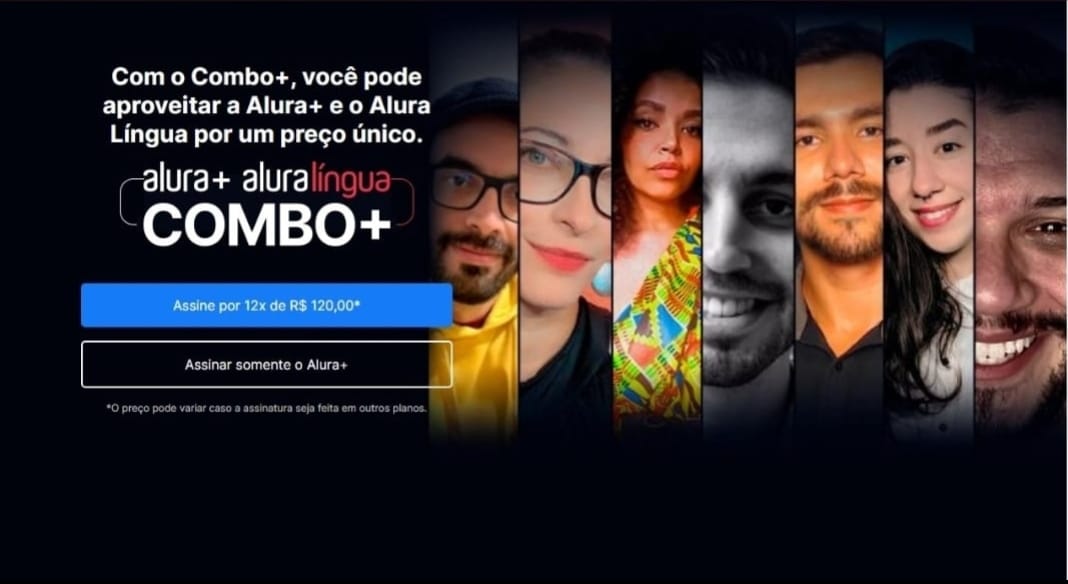 Com o Combo+, você pode
aproveitar a Alura+ e o Alura
Língua por um preço único.
alura+ aluralíngua
COMBO+
Assine por 12x de R$ 120,00*
Assinar somente o Alura+
*O preço pode variar caso a assinatura seja feita em outros planos.